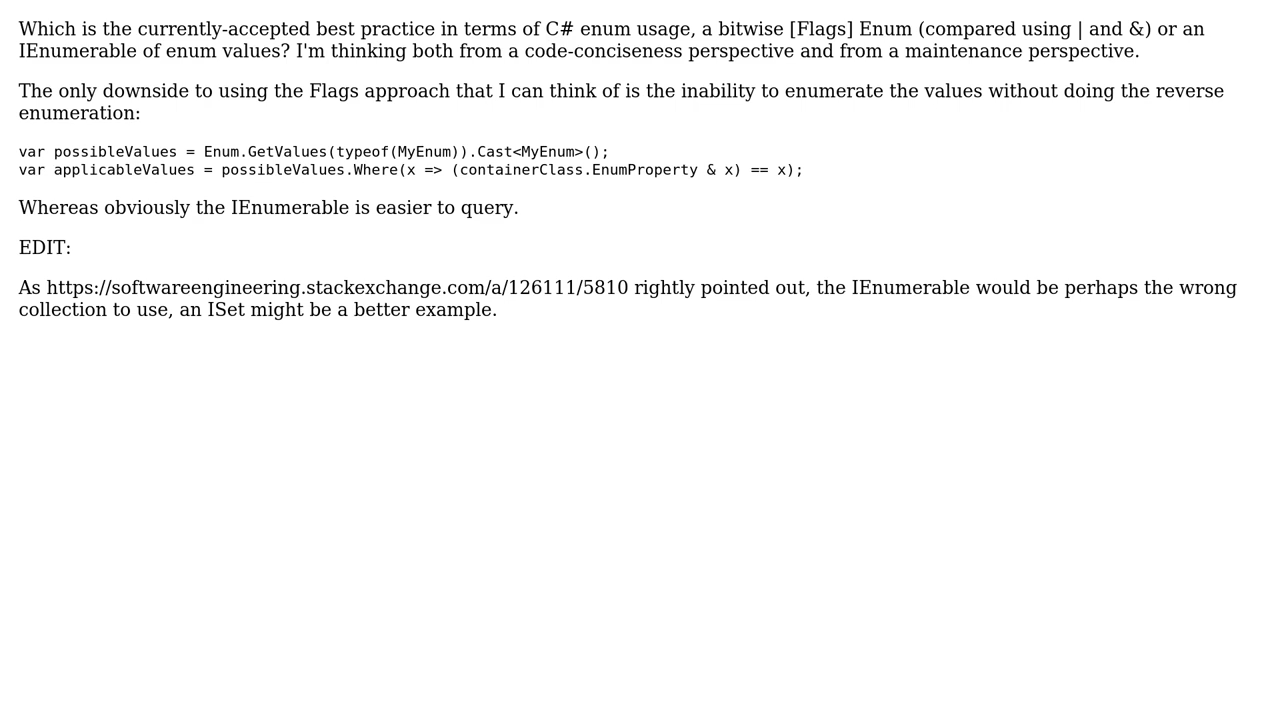 Which is the currently-accepted best practice in terms of C# enum usage, a bitwise [Flags] Enum (compared using | and &) or an
IEnumerable of enum values? I'm thinking both from a code-conciseness perspective and from a maintenance perspective.
The only downside to using the Flags approach that I can think of is the inability to enumerate the values without doing the reverse
enumeration:
var possibleValues = Enum.GetValues(typeof(MyEnum)).Cast<MyEnum>();
var applicableValues = possibleValues.Where(x => (containerClass.EnumProperty & x) == x);
Whereas obviously the IEnumerable is easier to query.
EDIT:
As https://softwareengineering.stackexchange.com/a/126111/5810 rightly pointed out, the IEnumerable would be perhaps the wrong
collection to use, an ISet might be a better example.